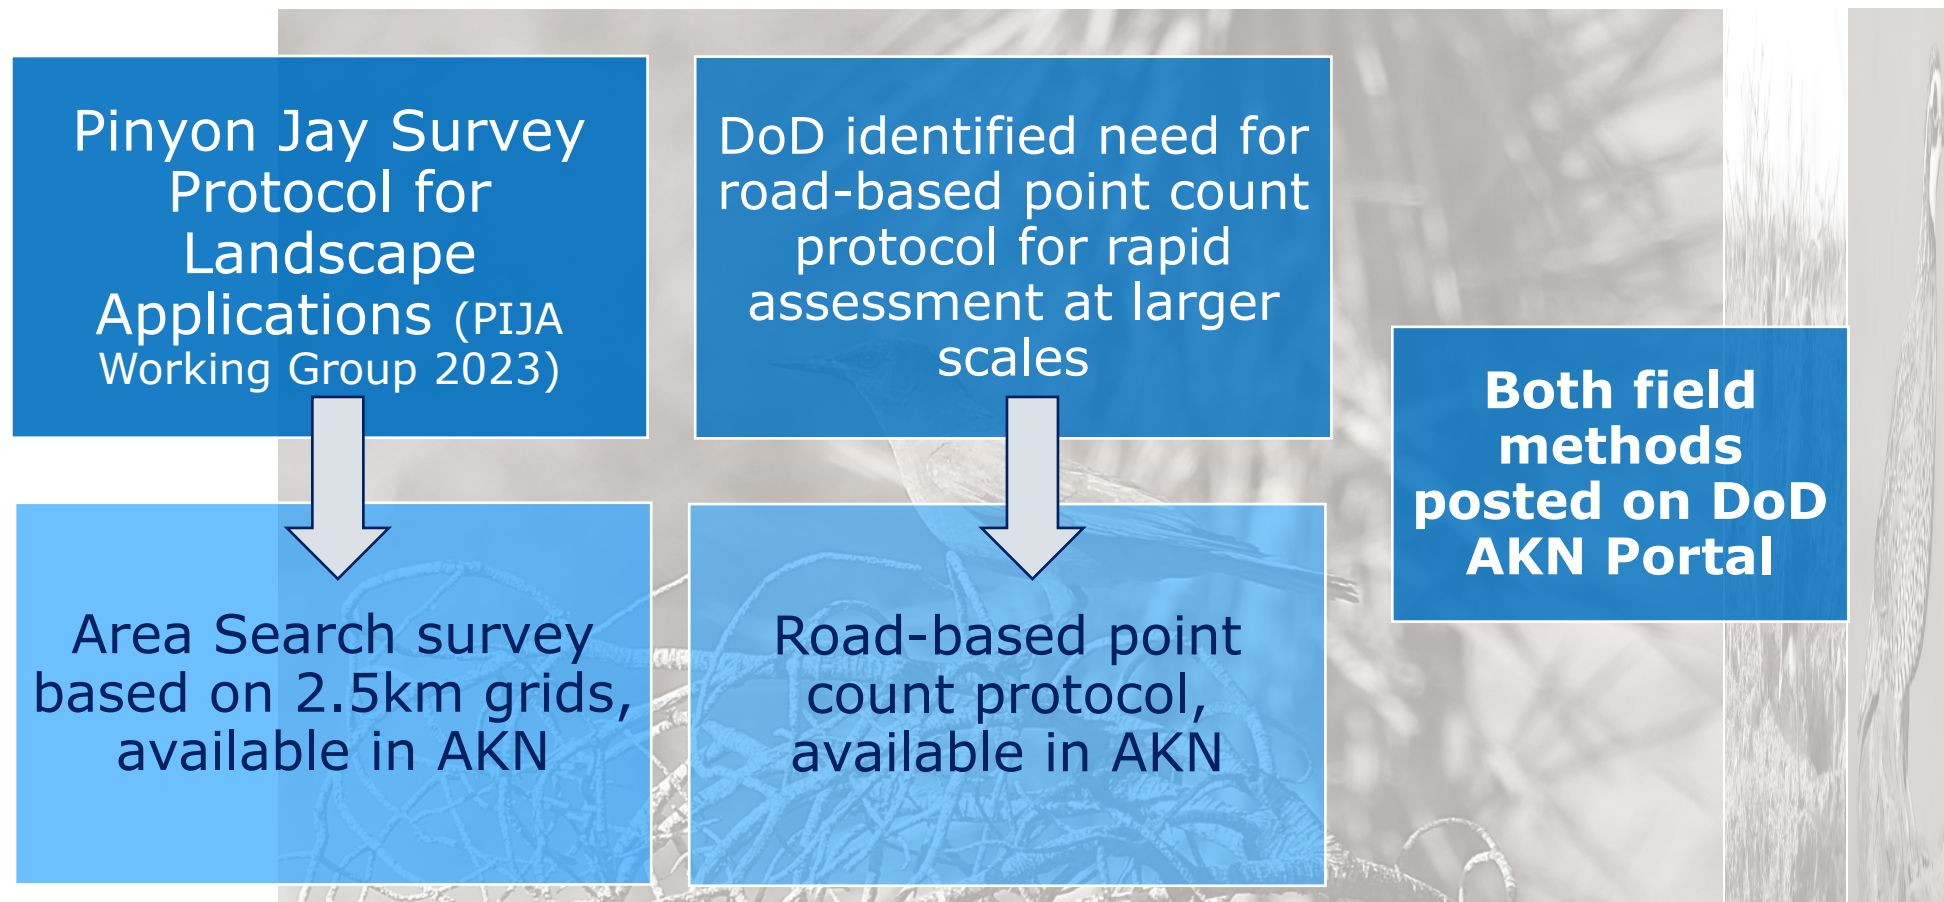 Pinyon Jay Survey
Protocol for
Landscape
Applications (PIJA
Working Group 2023)
DoD identified need for
road-based point count
protocol for rapid
assessment at larger
scales
Area Search survey
based on 2.5km grids,
available in AKN
Road-based point
count protocol,
available in AKN
Both field
methods
posted on DoD
AKN Portal